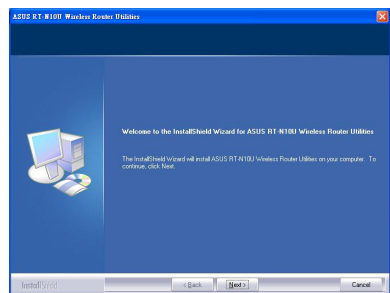 ASUS RT-N10U Wireless Router Utilities
Welcome to the InstallShield Wizard for ASUS RT-N10U Wireless Router Utilities
The InstallShield Wizard will install ASUS RT-N10U Wireless Router Utilities on your computer. To
continue, click Next.
InstallShield
< Back
Next >
Cancel